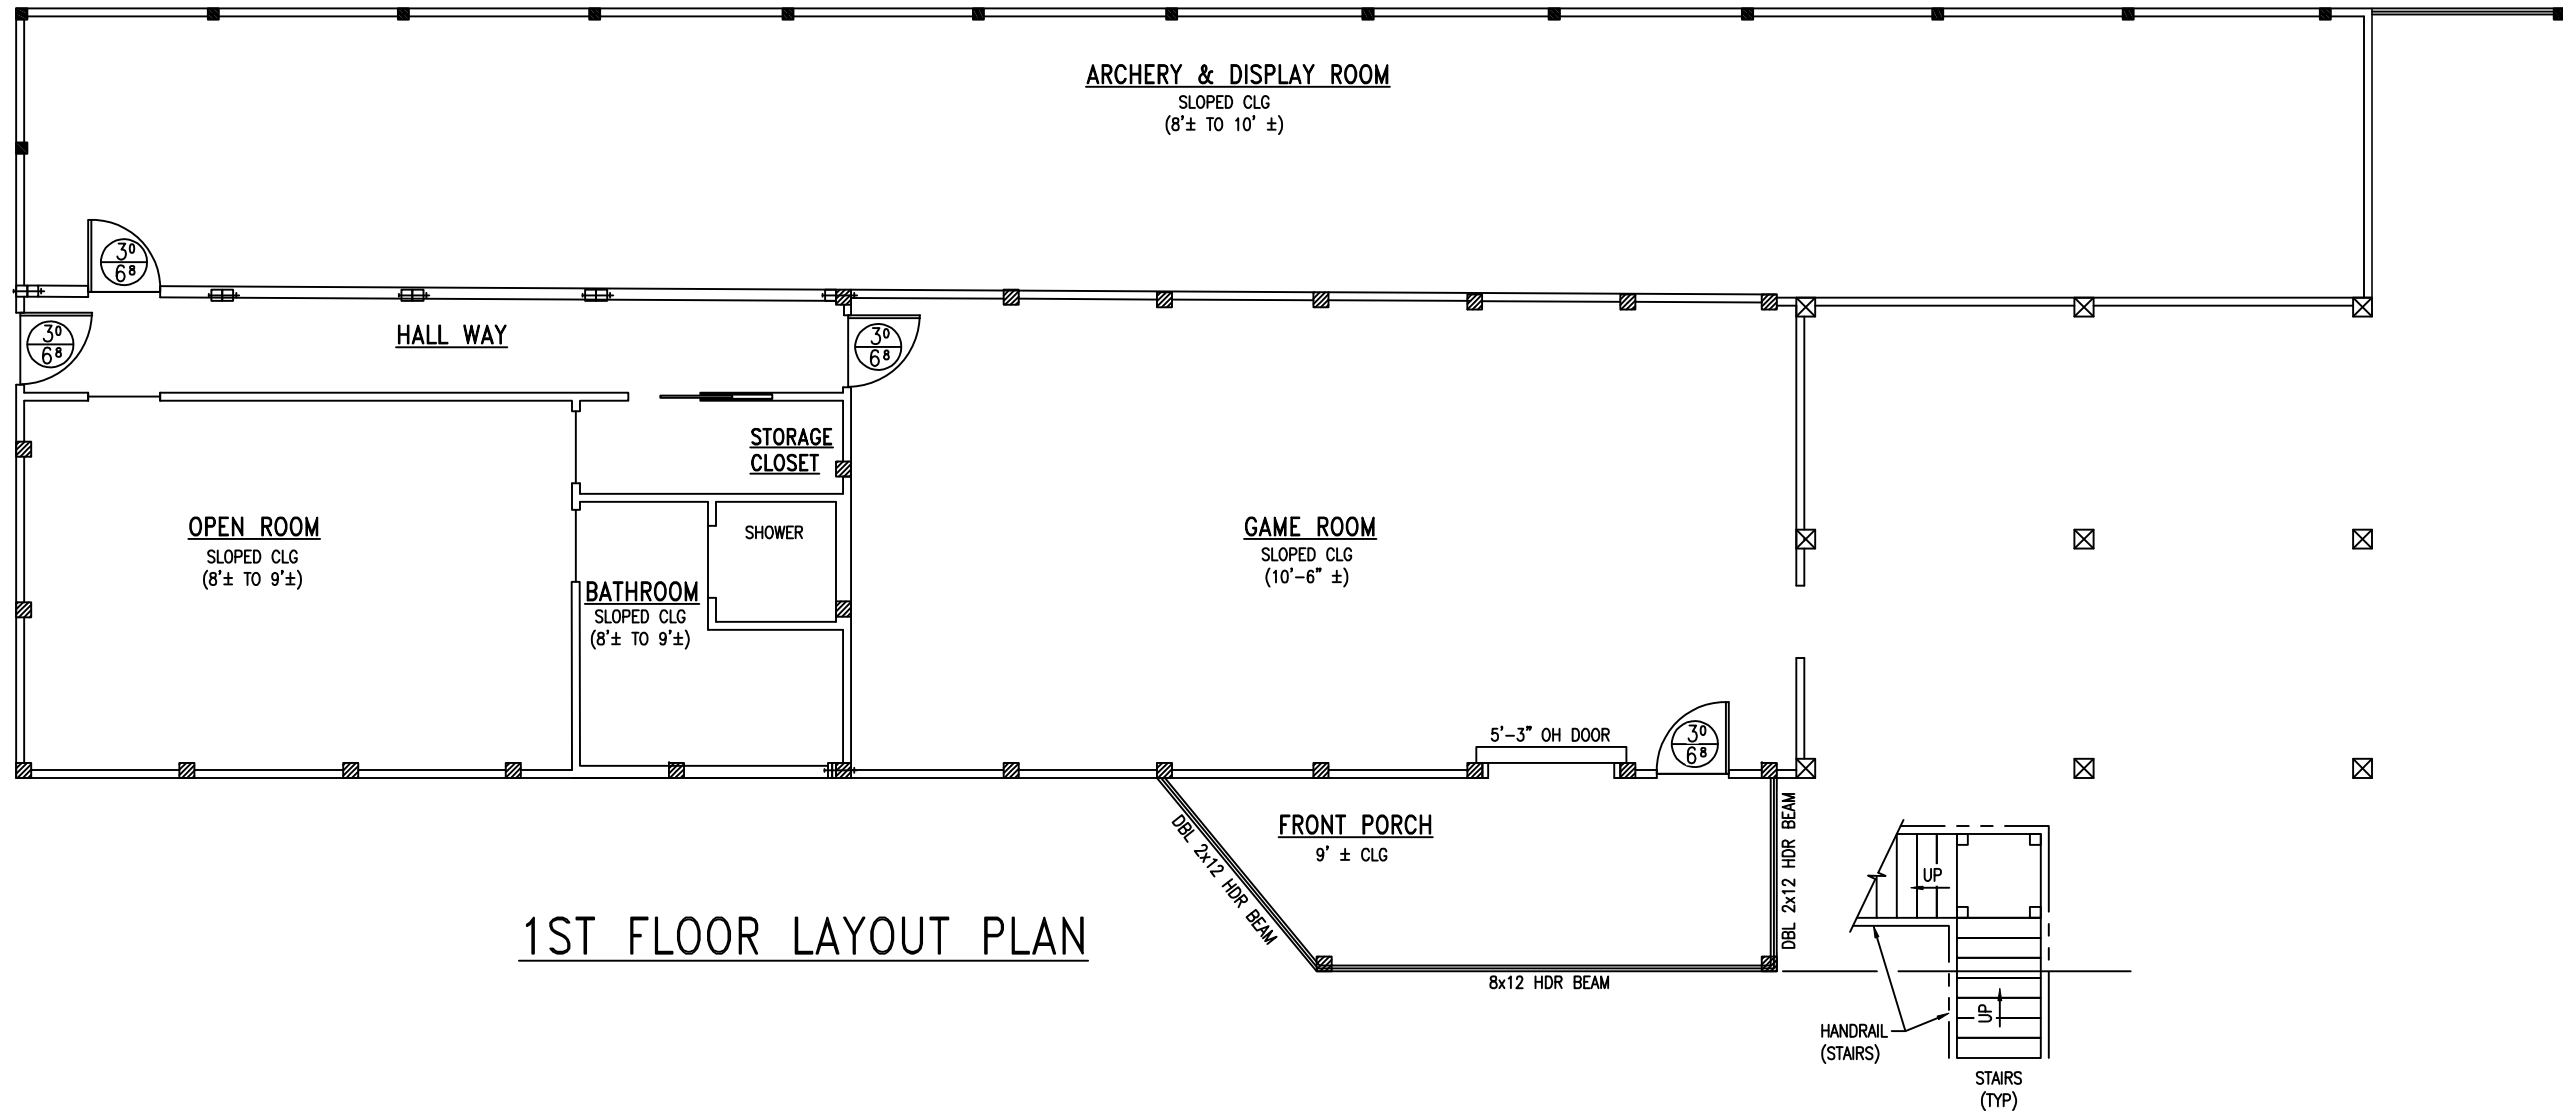 ARCHERY & DISPLAY ROOM
SLOPED CLG
(8'± TO 10' ±)
3⁰
6⁸
3⁰
6⁸
HALL WAY
3⁰
6⁸
STORAGE
CLOSET
OPEN ROOM
SLOPED CLG
(8'± TO 9'±)
SHOWER
BATHROOM
SLOPED CLG
(8'± TO 9'±)
GAME ROOM
SLOPED CLG
(10'-6" ±)
5'-3" OH DOOR
3⁰
6⁸
FRONT PORCH
9' ± CLG
DBL 2x12 HDR BEAM
DBL 2x12 HDR BEAM
8x12 HDR BEAM
1ST FLOOR LAYOUT PLAN
UP
UP
HANDRAIL
(STAIRS)
STAIRS
(TYP)